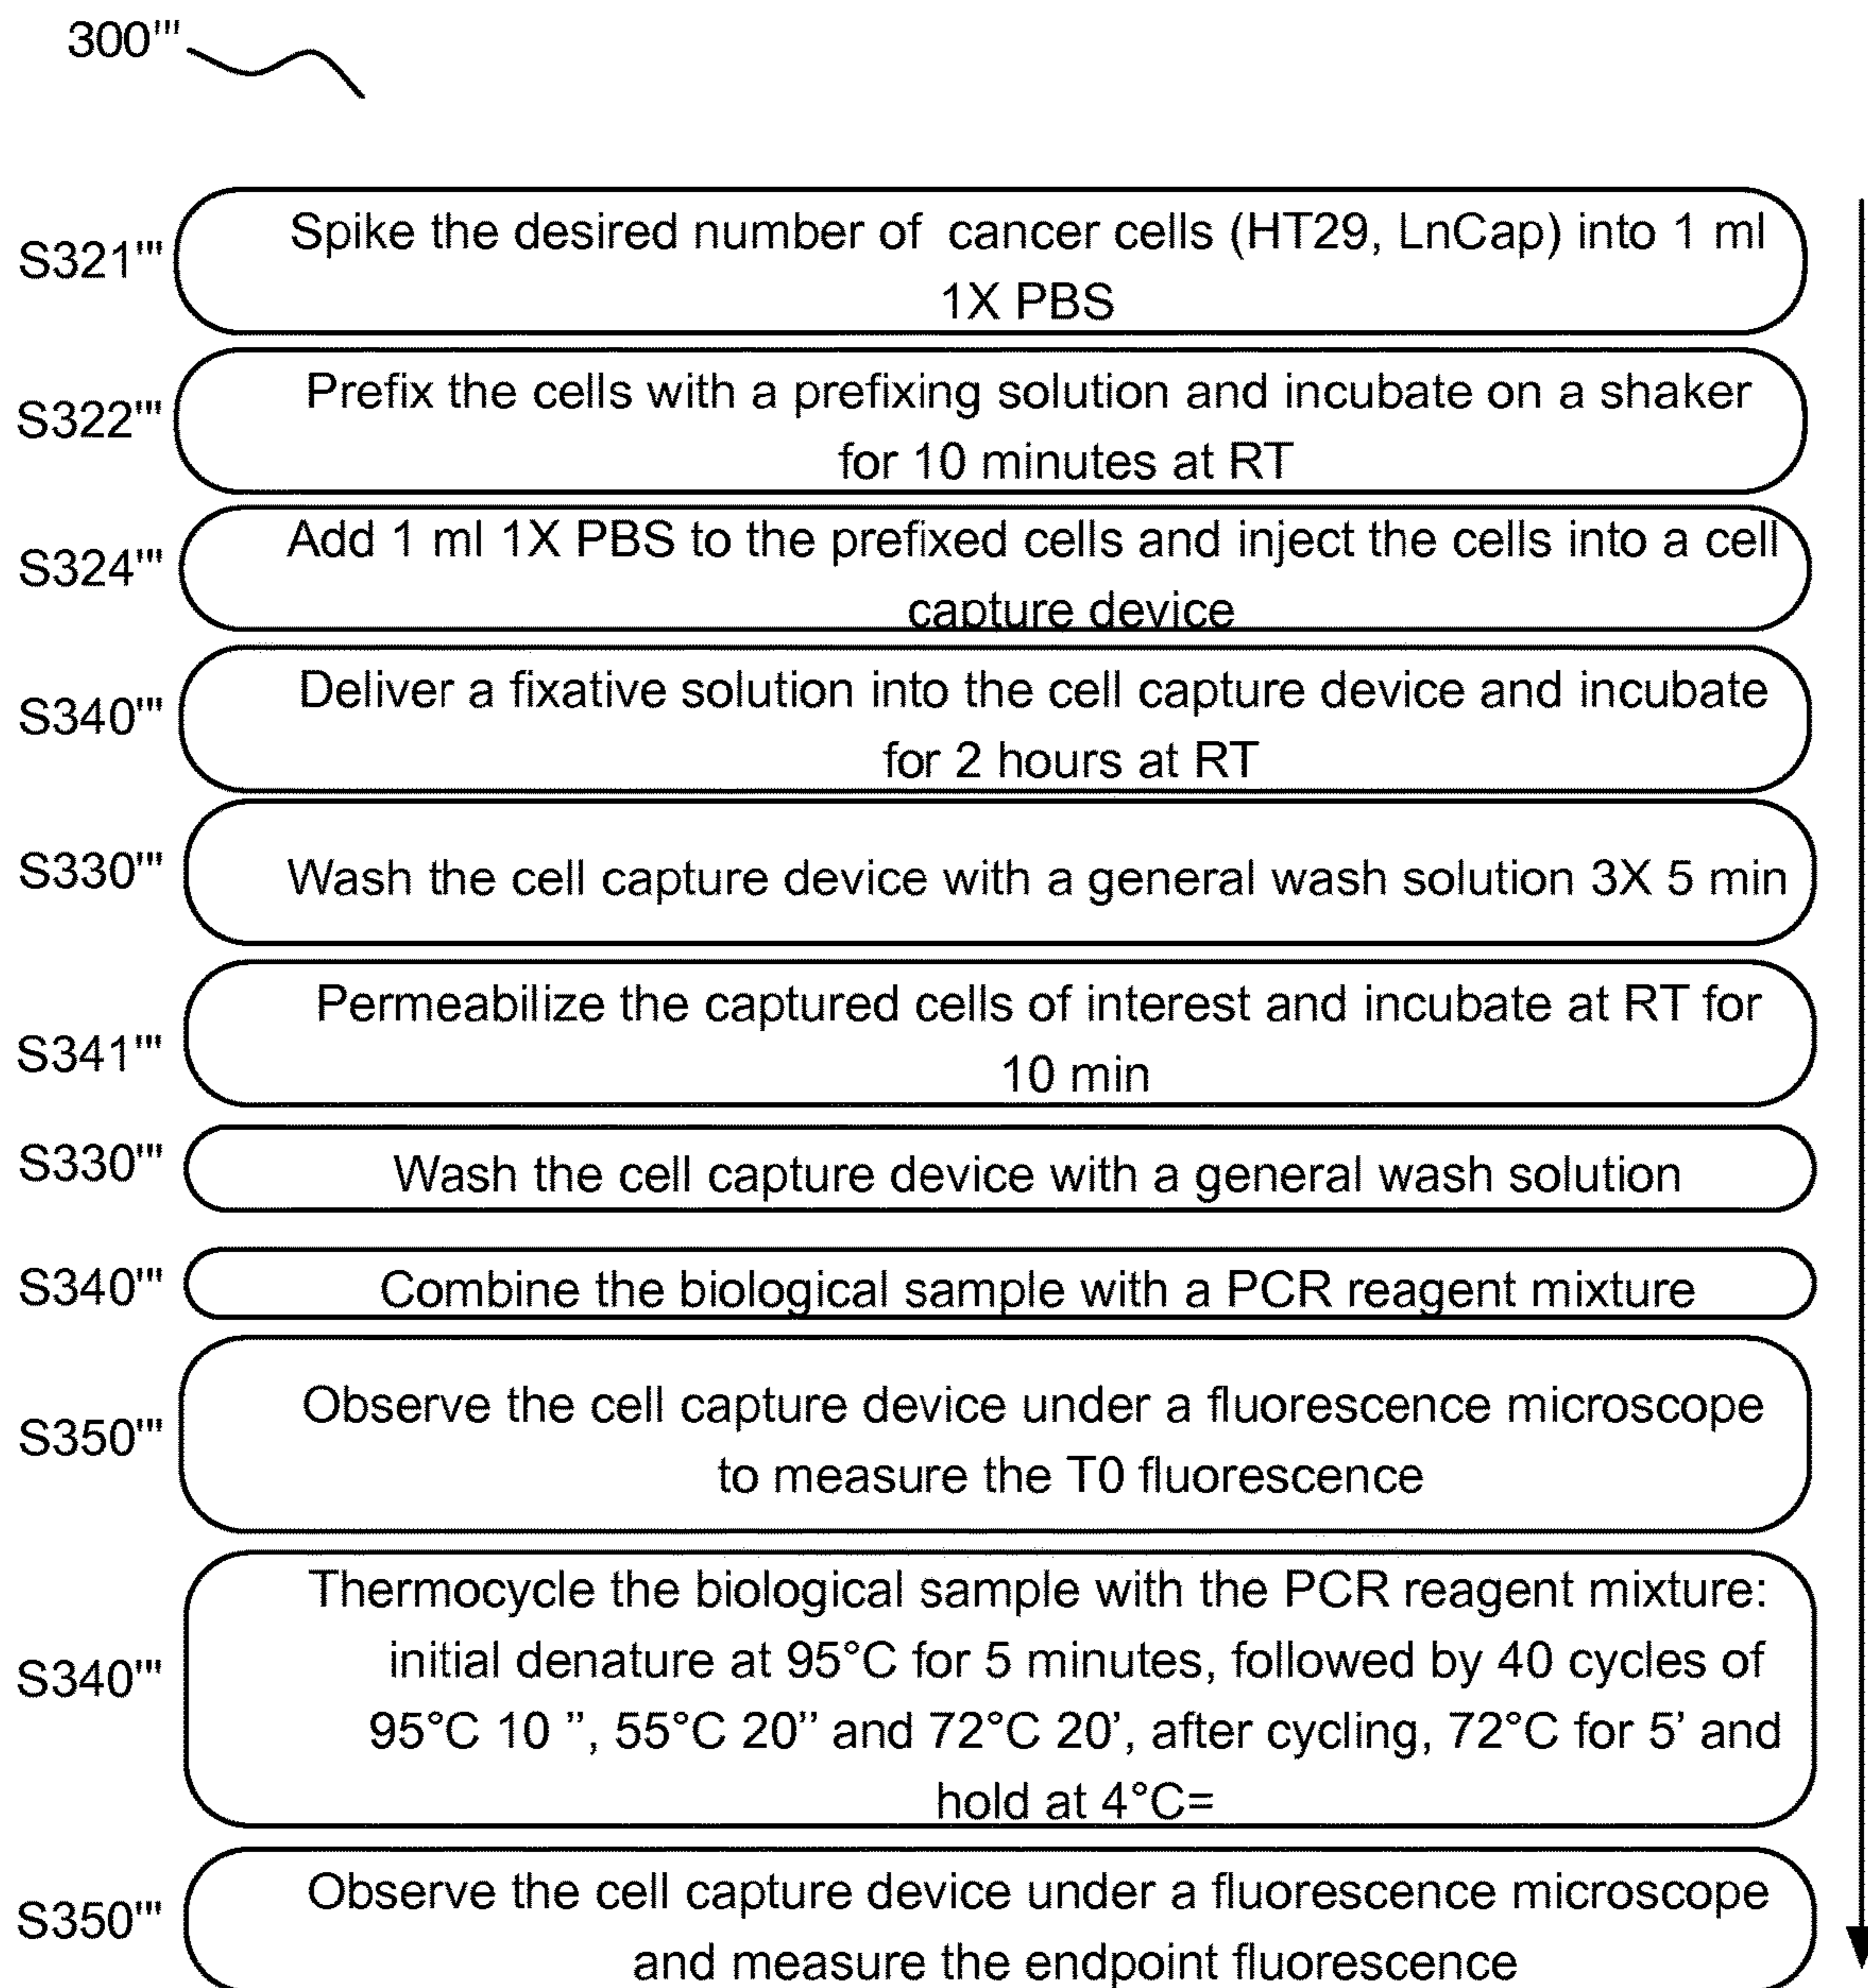 300'''
S321'''
Spike the desired number of cancer cells (HT29, LnCap) into 1 ml
1X PBS
S322'''
Prefix the cells with a prefixing solution and incubate on a shaker
for 10 minutes at RT
S324'''
Add 1 ml 1X PBS to the prefixed cells and inject the cells into a cell
capture device
S340'''
Deliver a fixative solution into the cell capture device and incubate
for 2 hours at RT
S330'''
Wash the cell capture device with a general wash solution 3X 5 min
S341'''
Permeabilize the captured cells of interest and incubate at RT for
10 min
S330'''
Wash the cell capture device with a general wash solution
S340'''
Combine the biological sample with a PCR reagent mixture
S350'''
Observe the cell capture device under a fluorescence microscope
to measure the T0 fluorescence
S340'''
Thermocycle the biological sample with the PCR reagent mixture:
initial denature at 95°C for 5 minutes, followed by 40 cycles of
95°C 10 ”, 55°C 20” and 72°C 20’, after cycling, 72°C for 5’ and
hold at 4°C=
S350'''
Observe the cell capture device under a fluorescence microscope
and measure the endpoint fluorescence